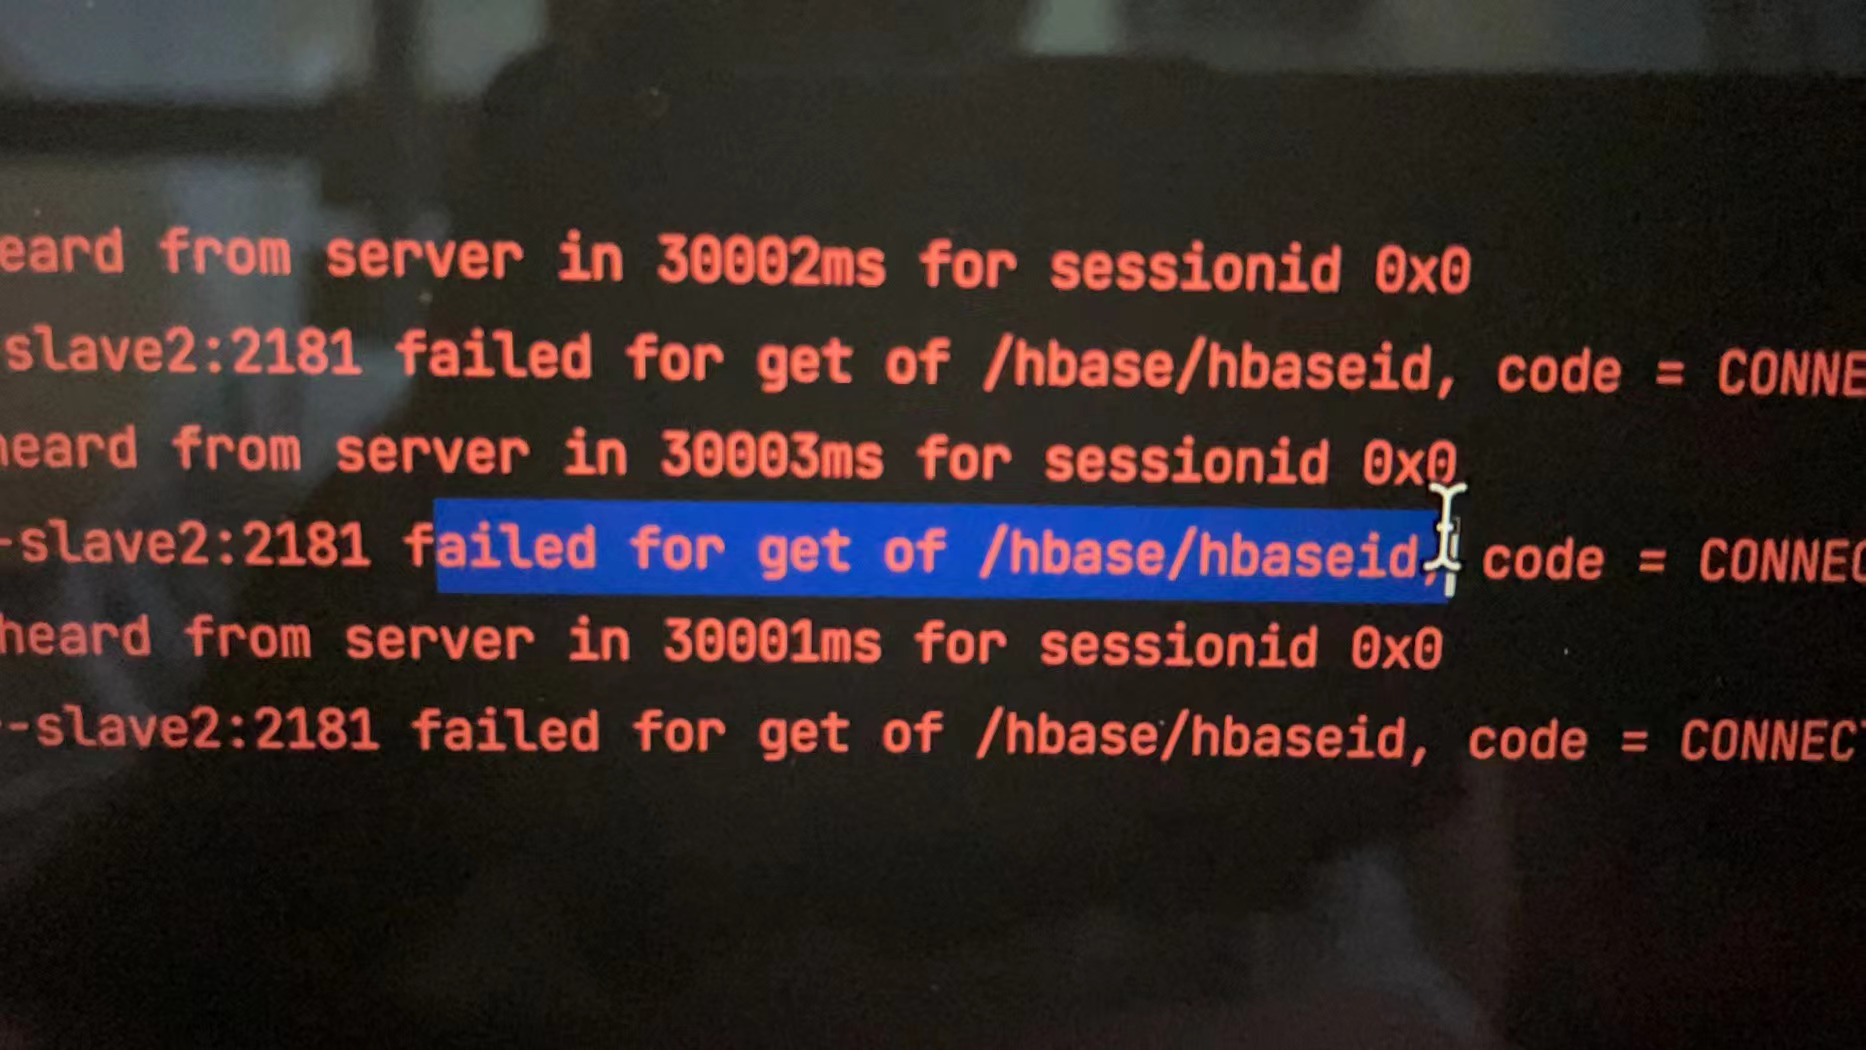 eard from server in 30002ms for sessionid 0x0
-slave2:2181 failed for get of /hbase/hbaseid, code = CONNE
heard from server in 30003ms for sessionid 0x0
-slave2:2181 failed for get of /hbase/hbaseid, code = CONNEC
heard from server in 30001ms for sessionid 0x0
-slave2:2181 failed for get of /hbase/hbaseid, code = CONNECT